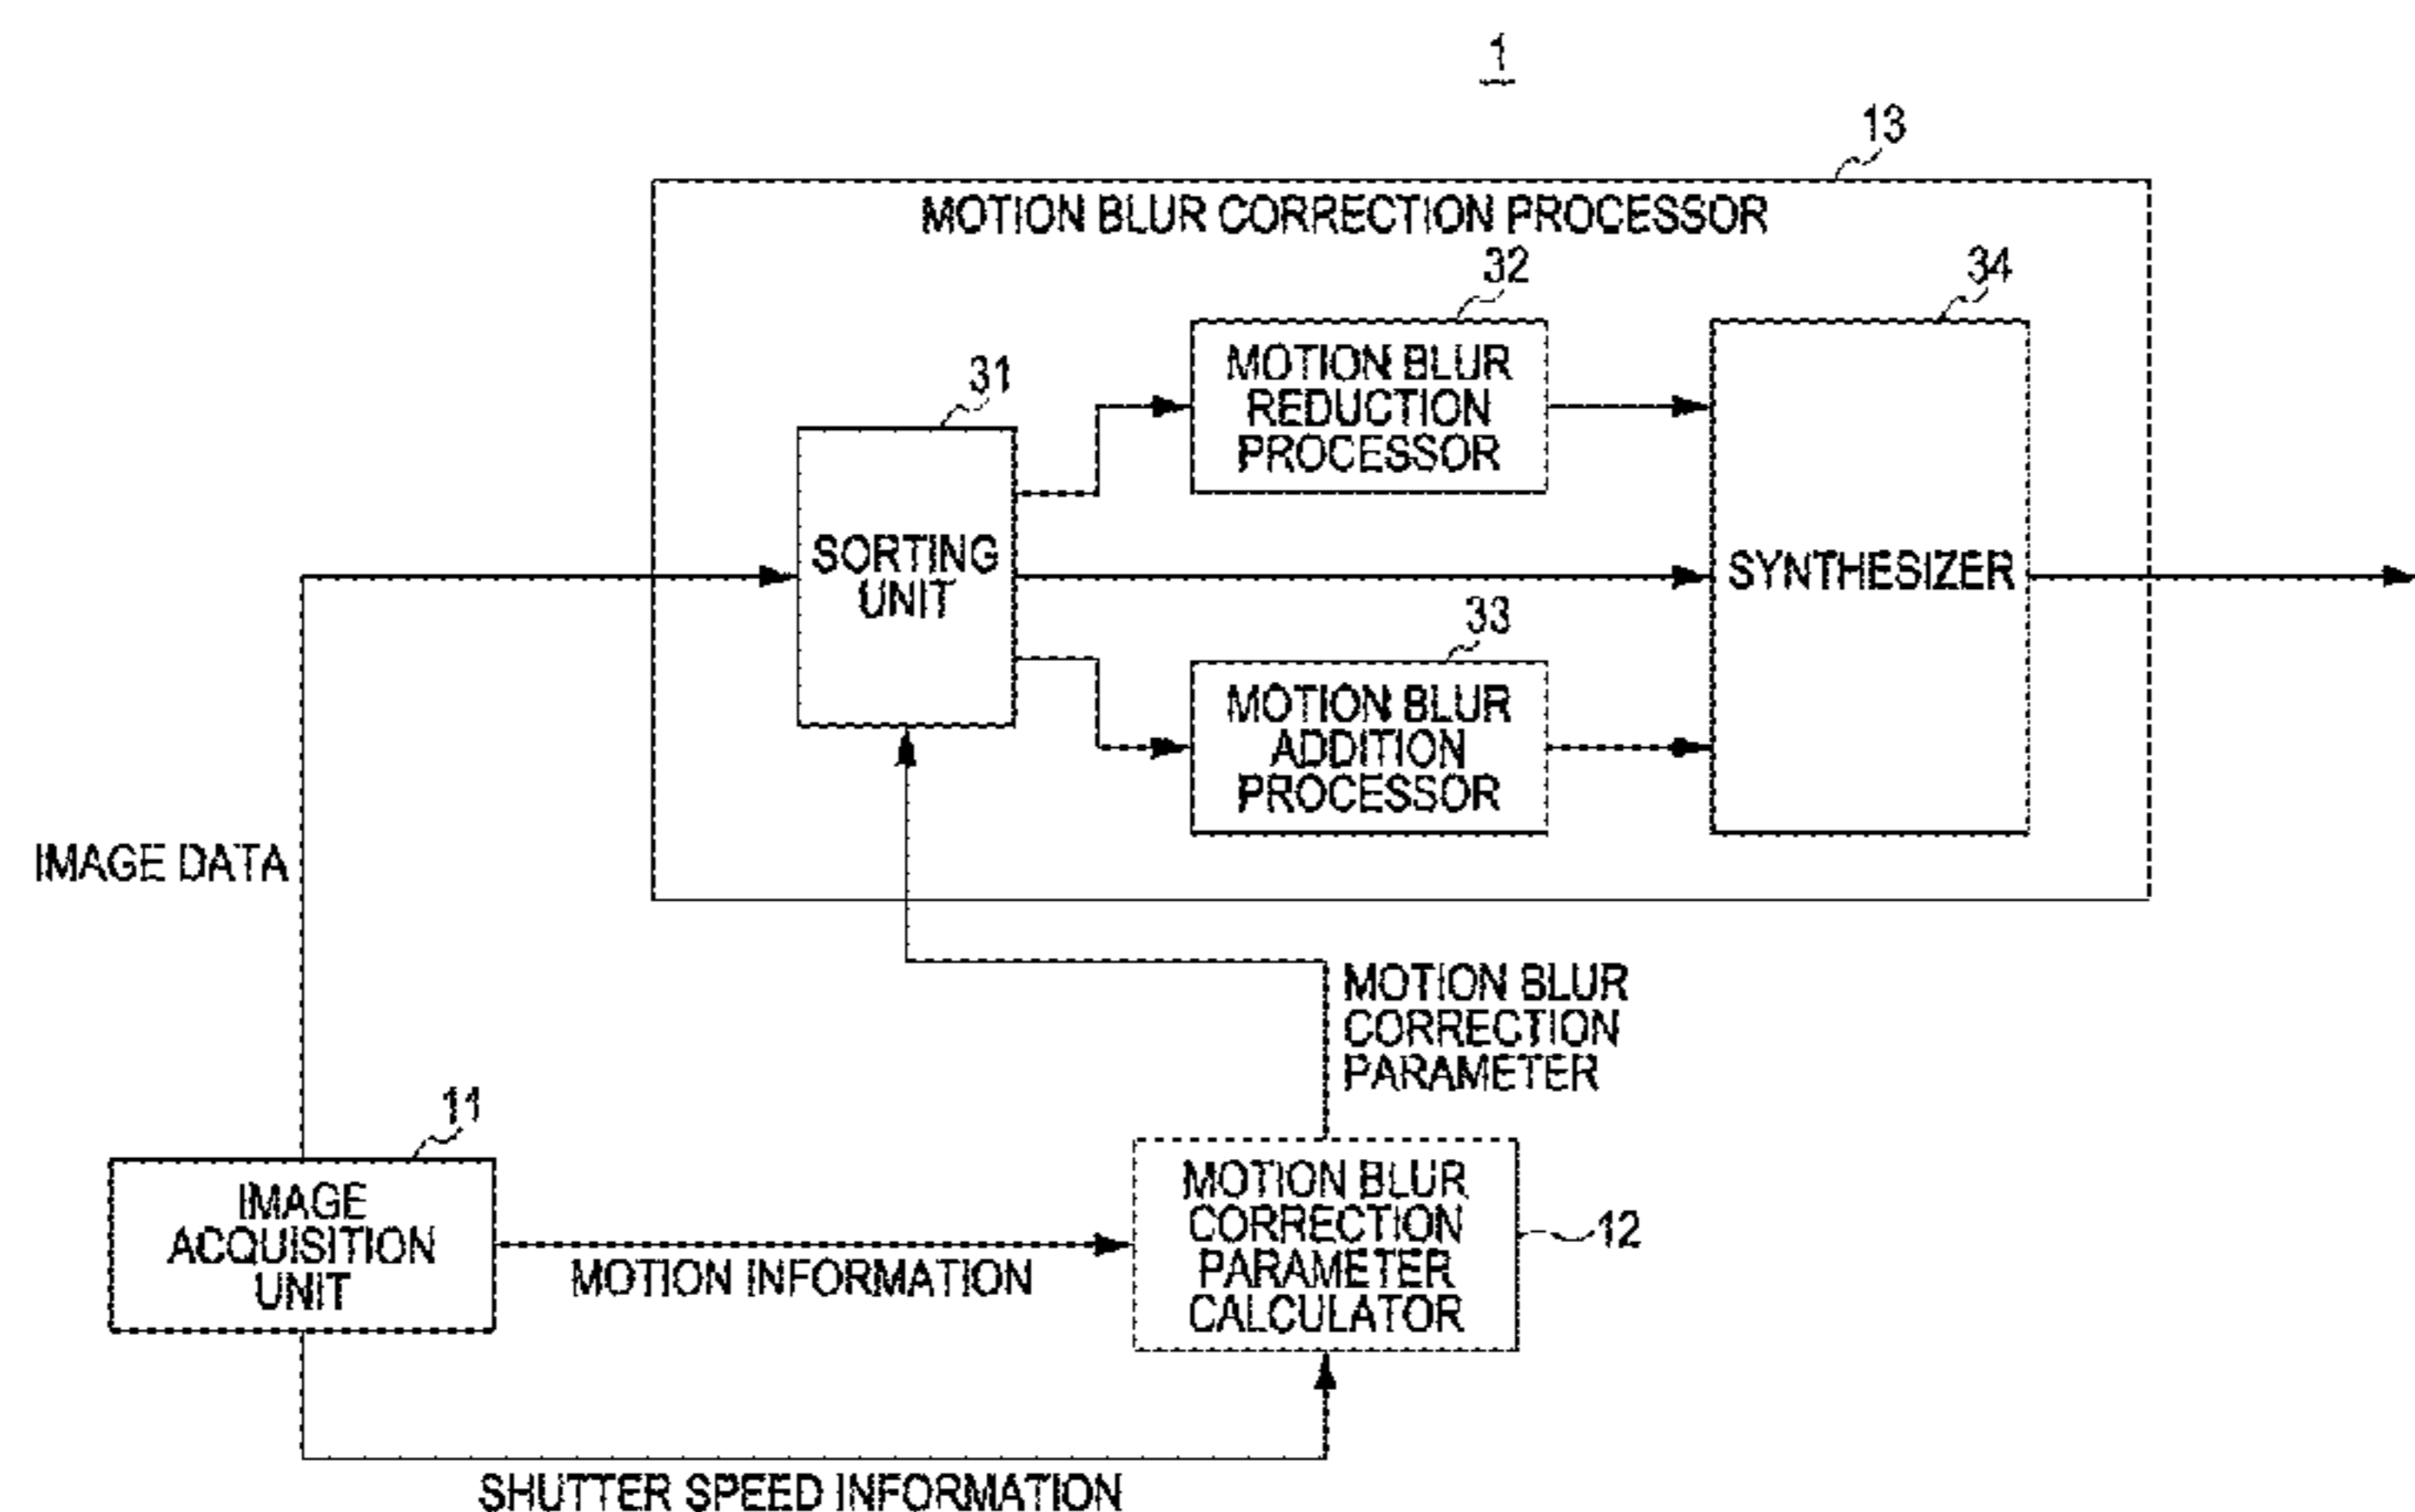 1
13
MOTION BLUR CORRECTION PROCESSOR
32
34
MOTION BLUR
REDUCTION
PROCESSOR
31
SORTING
UNIT
SYNTHESIZER
33
MOTION BLUR
ADDITION
PROCESSOR
IMAGE DATA
MOTION BLUR
CORRECTION
PARAMETER
11
IMAGE
ACQUISITION
UNIT
MOTION INFORMATION
MOTION BLUR
CORRECTION
PARAMETER
CALCULATOR
12
SHUTTER SPEED INFORMATION